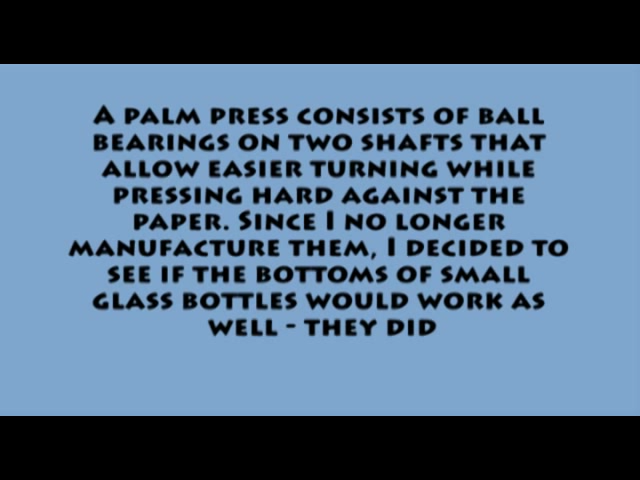 A palm press consists of ball
bearings on two shafts that
allow easier turning while
pressing hard against the
paper. Since I no longer
manufacture them, I decided to
see if the bottoms of small
glass bottles would work as
well - they did